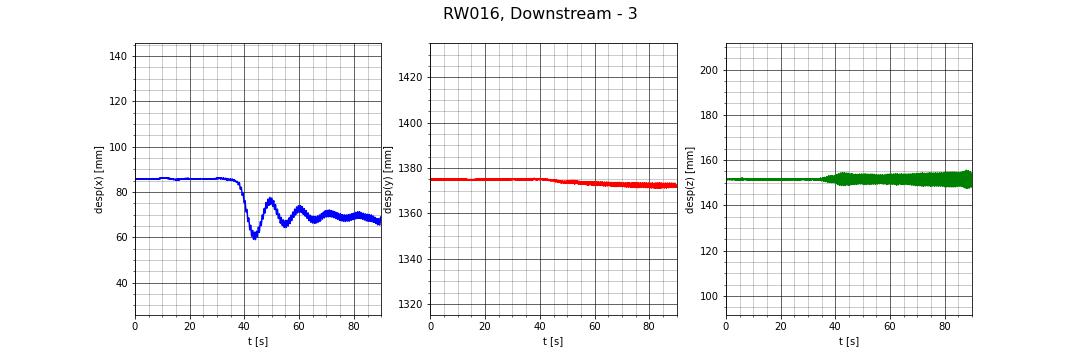 RW016, Downstream - 3
desp(x) [mm]
140
120
100
80
60
40
0 20 40 60 80
t [s]
desp(y) [mm]
1420
1400
1380
1360
1340
1320
0 20 40 60 80
t [s]
desp(z) [mm]
200
180
160
140
120
100
0 20 40 60 80
t [s]